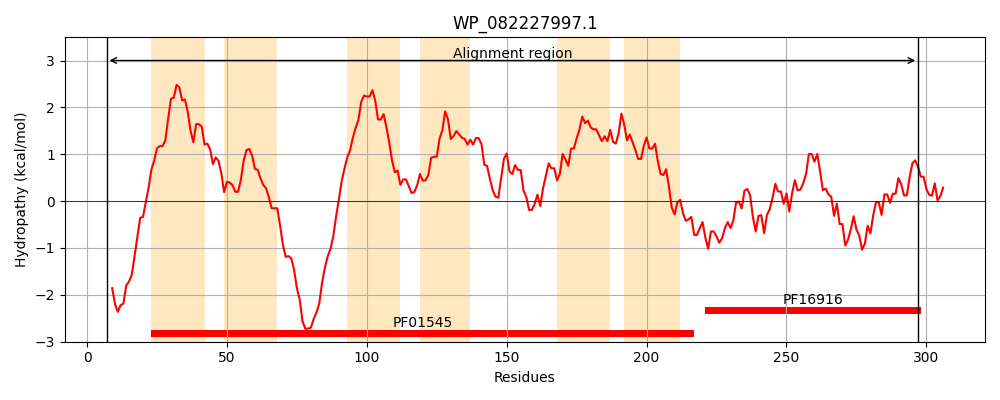 WP_082227997.1
Alignment region
Hydropathy (kcal/mol)
3
2
1
0
−1
−2
−3
PF16916
PF01545
0
50
100
150
200
250
300
Residues